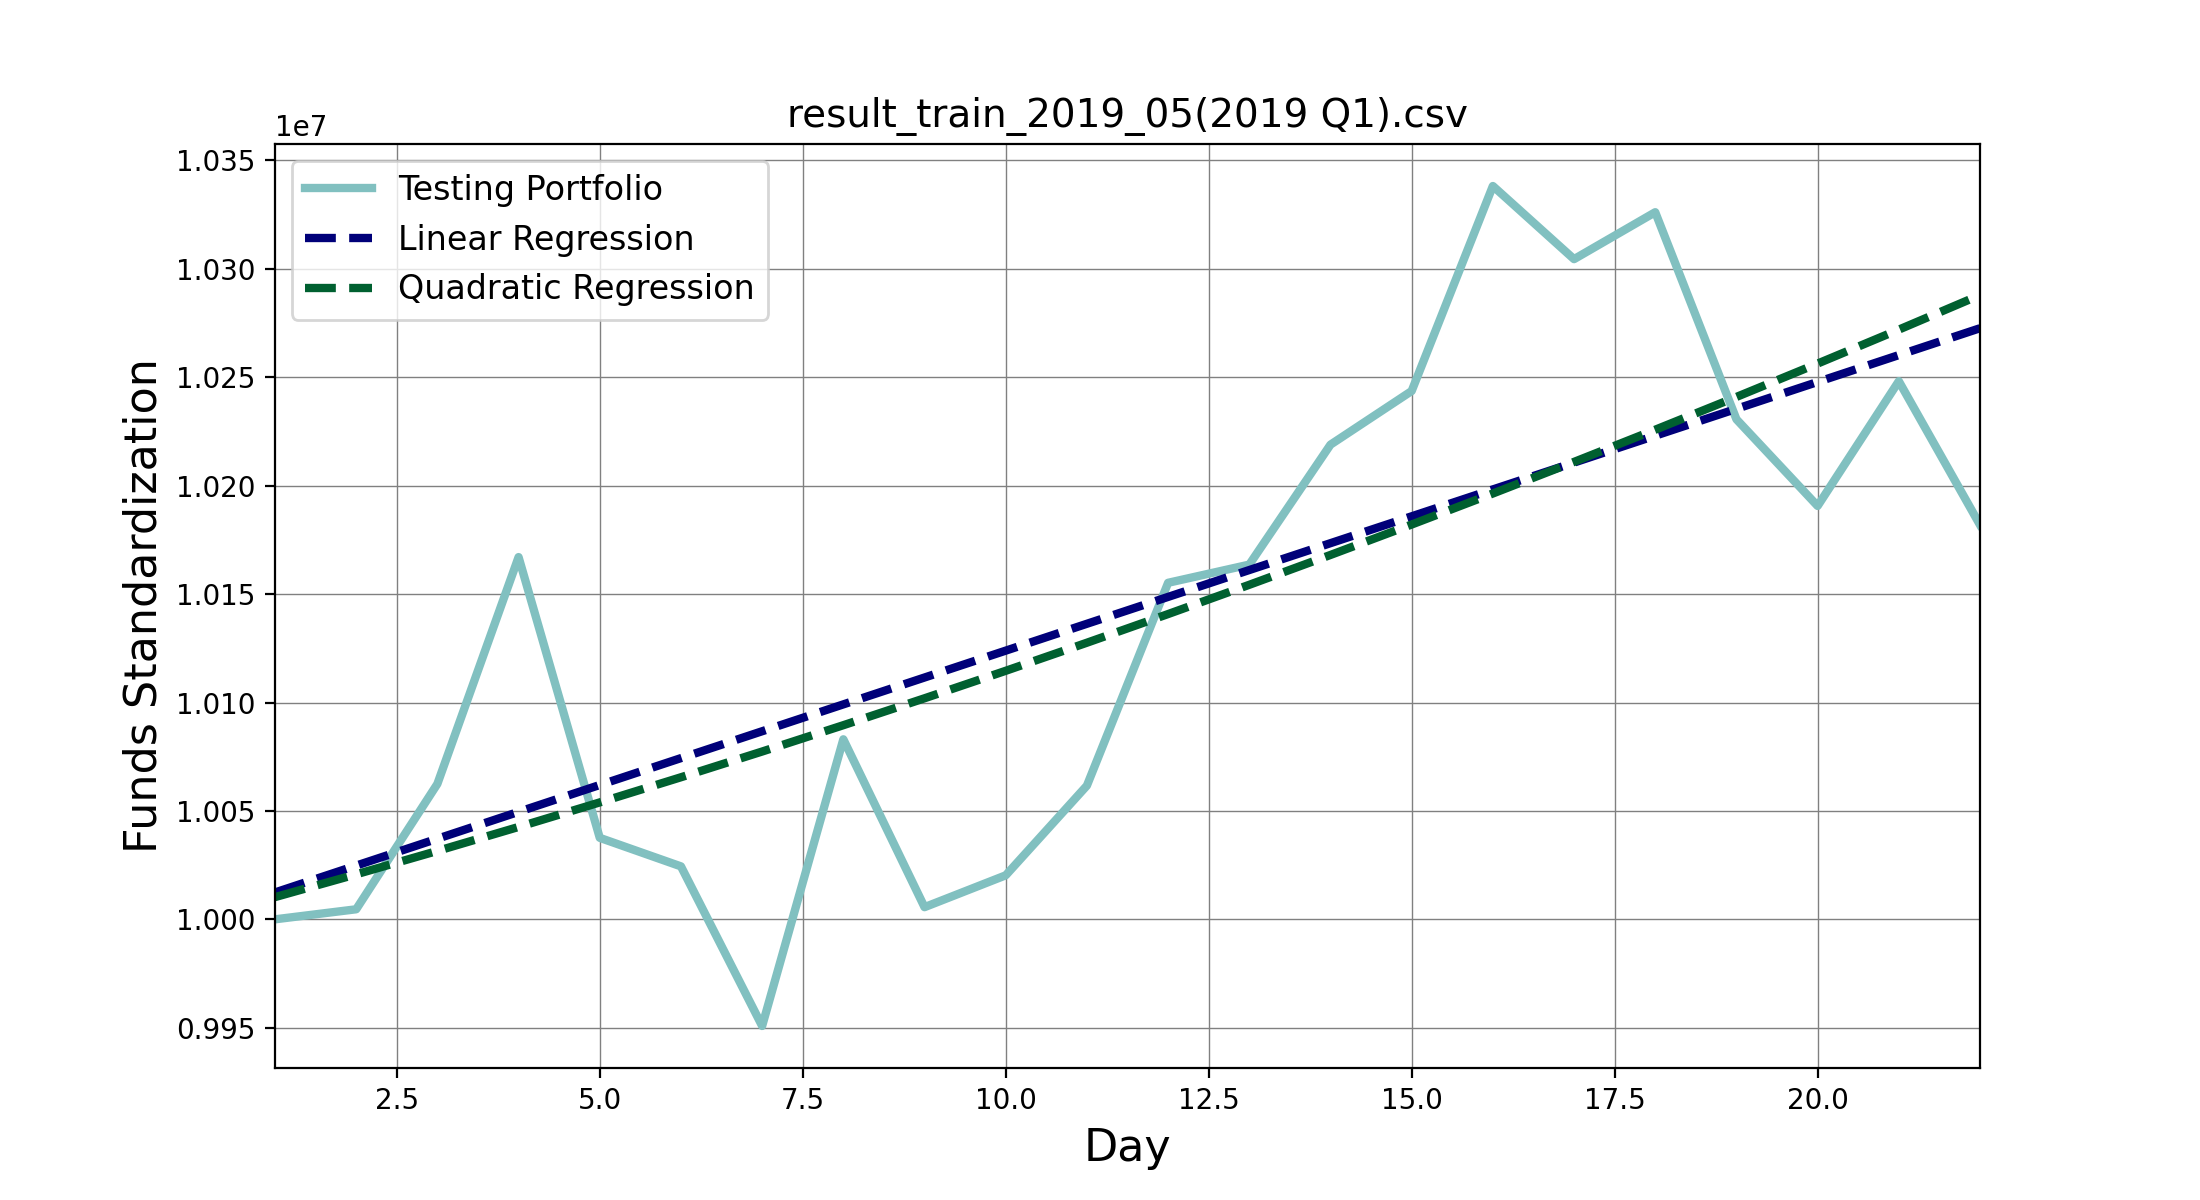 result_train_2019_05(2019 Q1).csv
1e7
1.035
1.030
1.025
1.020
1.015
1.010
1.005
1.000
0.995
Funds Standardization
Testing Portfolio
Linear Regression
Quadratic Regression
2.5 5.0 7.5 10.0 12.5 15.0 17.5 20.0
Day